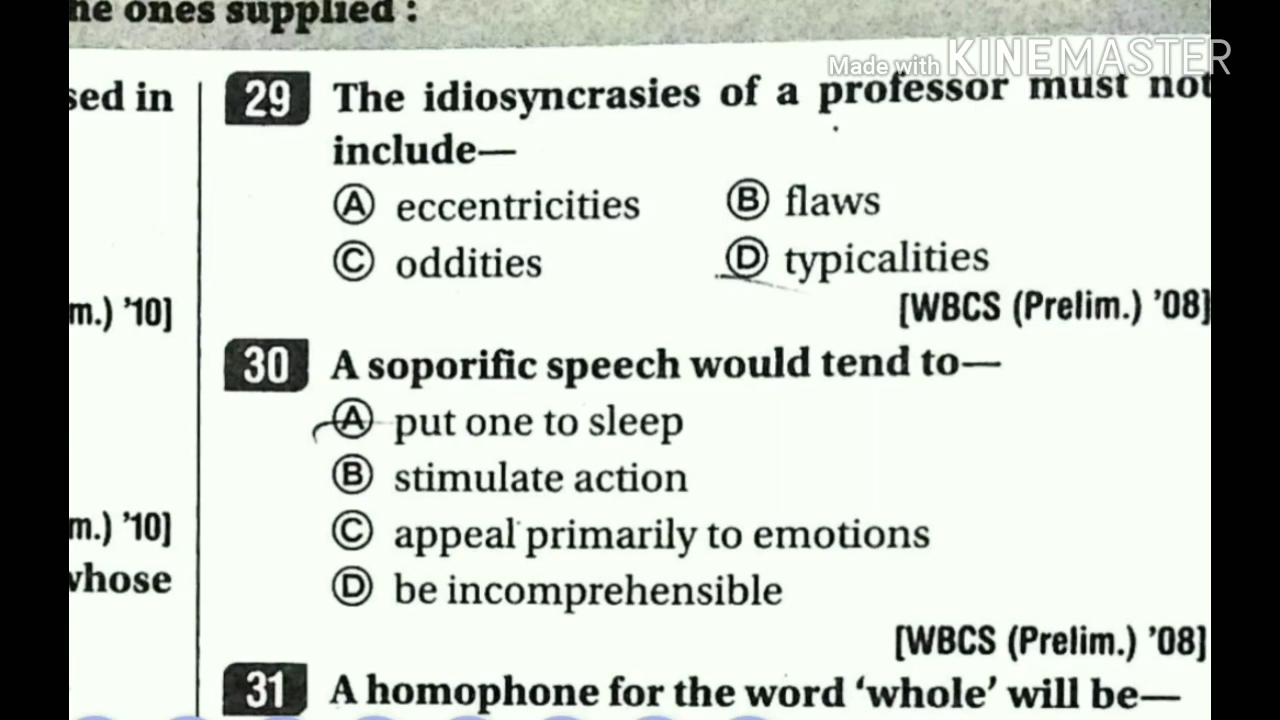 ne ones supplied :
Made with KINEMASTER
sed in
m.) '10]
m.) '10]
whose
29 The idiosyncrasies of a professor must not
include—
Ⓐ eccentricities Ⓑ flaws
Ⓒ oddities Ⓓ typicalities
[WBCS (Prelim.) '08]
30 A soporific speech would tend to—
Ⓐ put one to sleep
Ⓑ stimulate action
Ⓒ appeal primarily to emotions
Ⓓ be incomprehensible
[WBCS (Prelim.) '08]
31 A homophone for the word 'whole' will be—